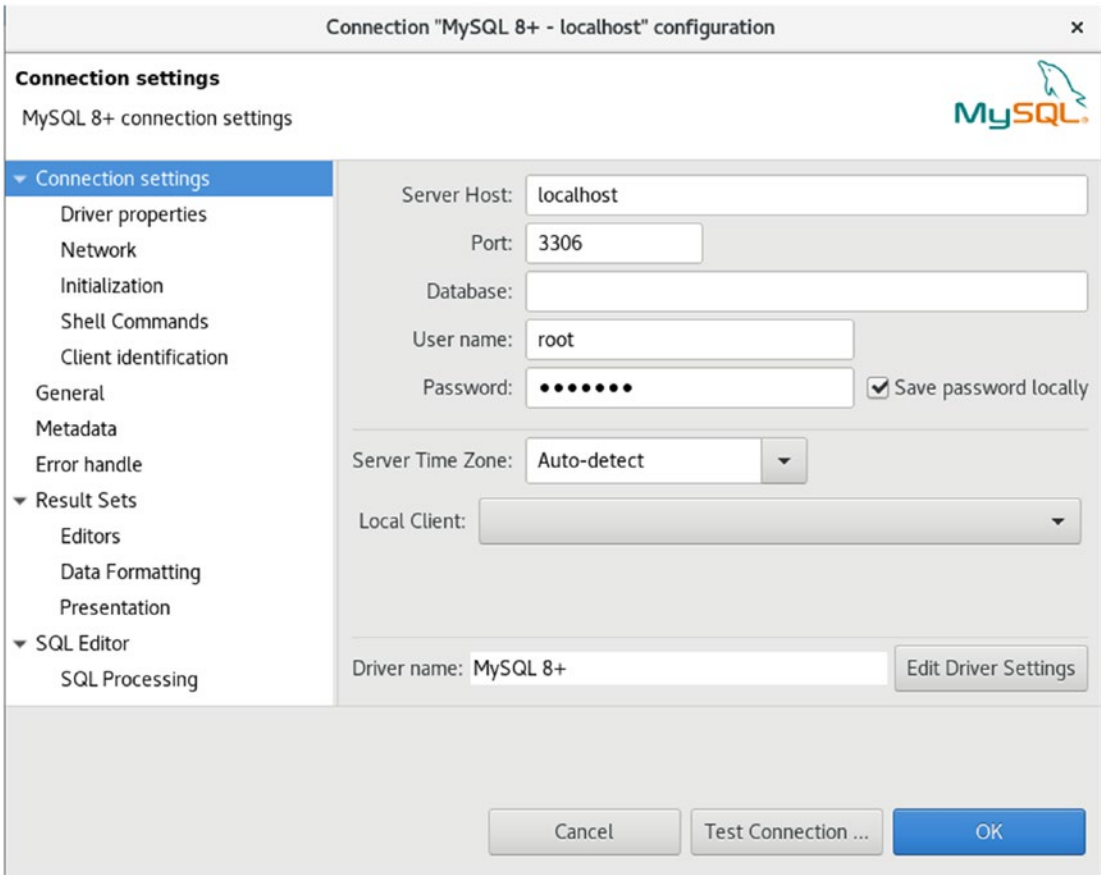 Connection "MySQL 8+ - localhost" configuration ×
Connection settings
MySQL 8+ connection settings
MySQL®
Connection settings
Driver properties
Network
Initialization
Shell Commands
Client identification
General
Metadata
Error handle
Result Sets
Editors
Data Formatting
Presentation
SQL Editor
SQL Processing
Server Host: localhost
Port: 3306
Database:
User name: root
Password: ●●●●●●● Save password locally
Server Time Zone: Auto-detect
Local Client:
Driver name: MySQL 8+ Edit Driver Settings
Cancel Test Connection ... OK